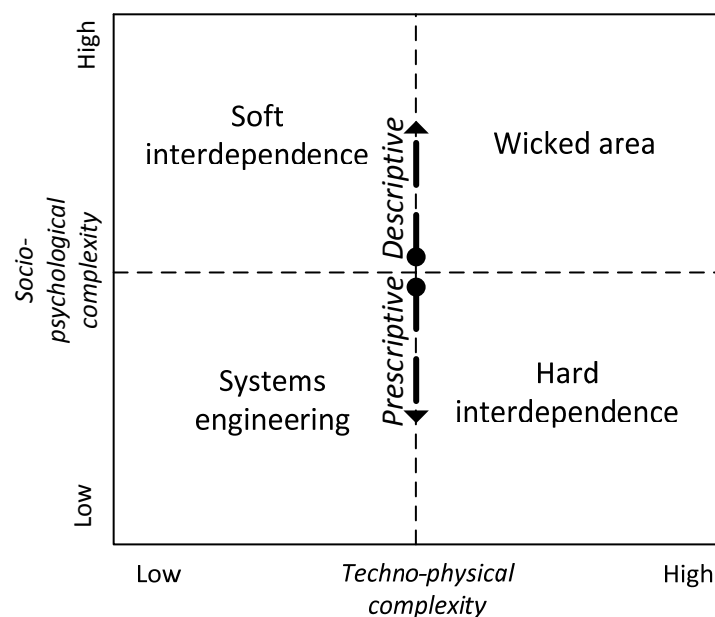 High
Soft
interdependence
Descriptive
Wicked area
Socio-
psychological
complexity
Prescriptive
Systems
engineering
Hard
interdependence
Low
Low
Techno-physical
complexity
High